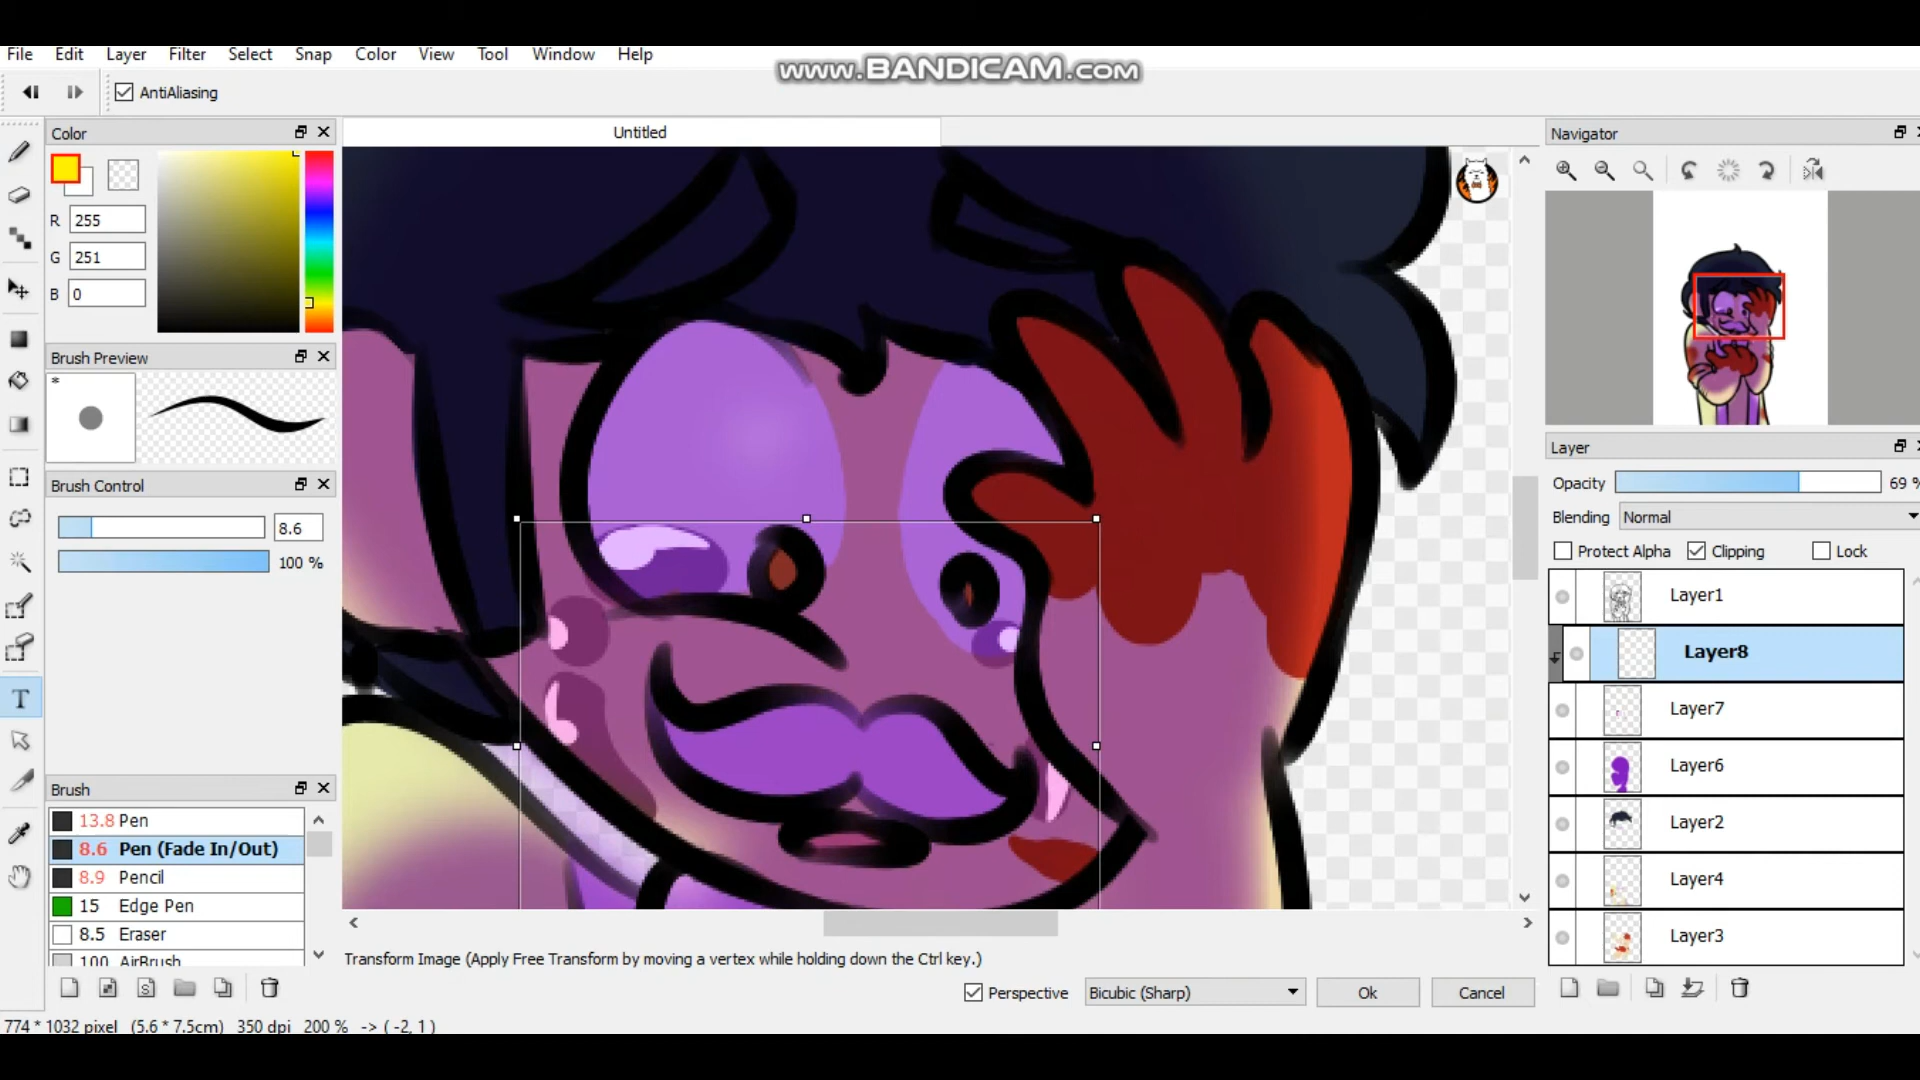 File Edit Layer Filter Select Snap Color View Tool Window Help
www.BANDICAM.com
AntiAliasing
Color
Untitled
Navigator
R 255
G 251
B 0
Brush Preview
*
Layer
Opacity 69 %
Brush Control
Blending Normal
8.6
Protect Alpha Clipping Lock
100 %
Layer1
Layer8
Layer7
Layer6
Brush
13.8 Pen
Layer2
8.6 Pen (Fade In/Out)
8.9 Pencil
Layer4
15 Edge Pen
8.5 Eraser
Layer3
100 AirBrush
Transform Image (Apply Free Transform by moving a vertex while holding down the Ctrl key.)
Perspective Bicubic (Sharp) Ok Cancel
774 * 1032 pixel (5.6 * 7.5cm) 350 dpi 200 % -> ( -2, 1 )